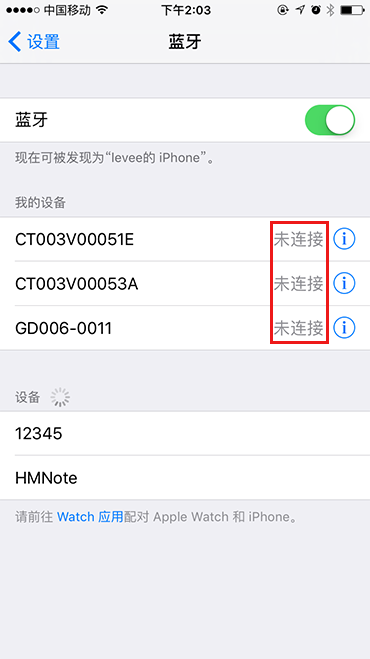 中国移动 下午2:03
设置 蓝牙
蓝牙
现在可被发现为“levee的 iPhone”。
我的设备
CT003V00051E 未连接
CT003V00053A 未连接
GD006-0011 未连接
设备
12345
HMNote
请前往 Watch 应用配对 Apple Watch 和 iPhone。